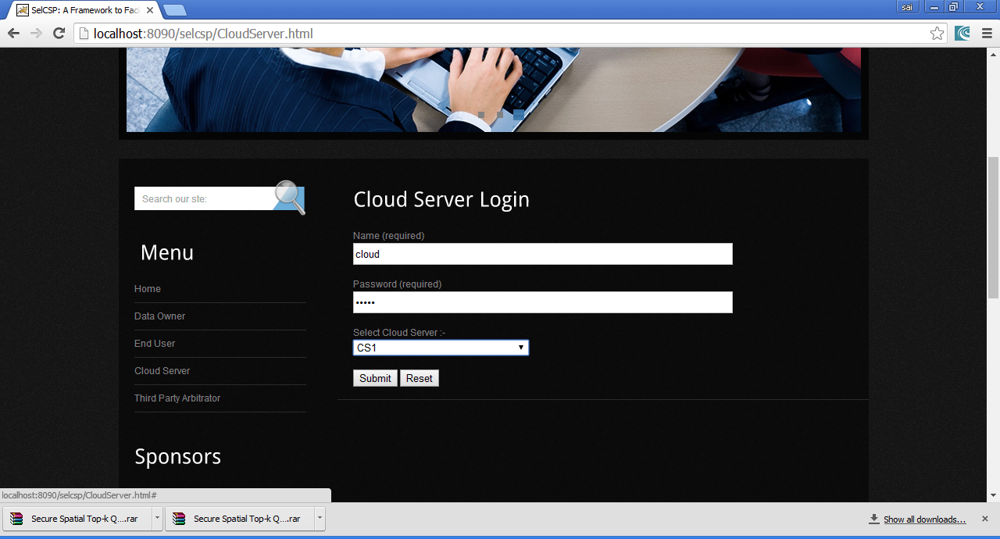 SelCSP: A Framework to Fac
sai
localhost:8090/selcsp/CloudServer.html
Search our ste:
Menu
Home
Data Owner
End User
Cloud Server
Third Party Arbitrator
Sponsors
Cloud Server Login
Name (required)
cloud
Password (required)
•••••
Select Cloud Server :-
CS1
Submit Reset
localhost:8090/selcsp/CloudServer.html#
Secure Spatial Top-k Q....rar
Secure Spatial Top-k Q....rar
Show all downloads...